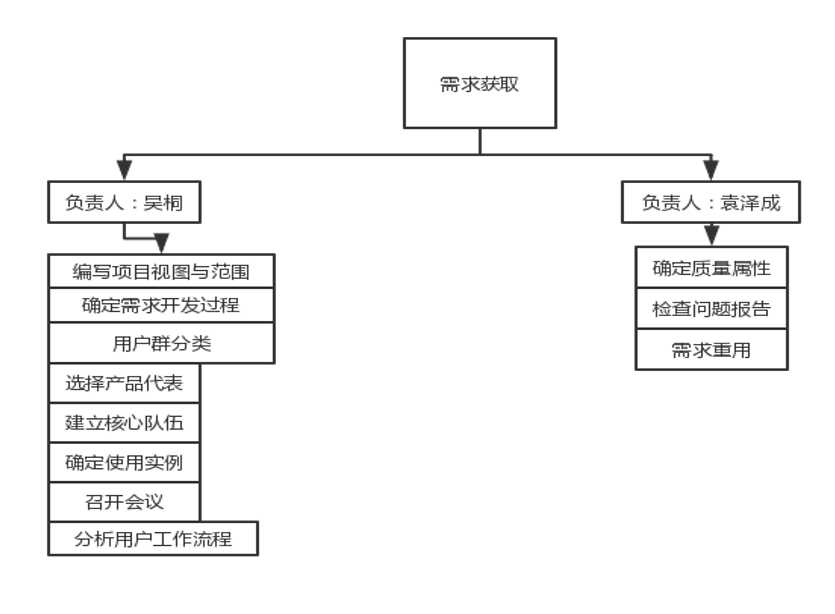 需求获取
负责人：吴桐
负责人：袁泽成
编写项目视图与范围
确定需求开发过程
用户群分类
选择产品代表
建立核心队伍
确定使用实例
召开会议
分析用户工作流程
确定质量属性
检查问题报告
需求重用